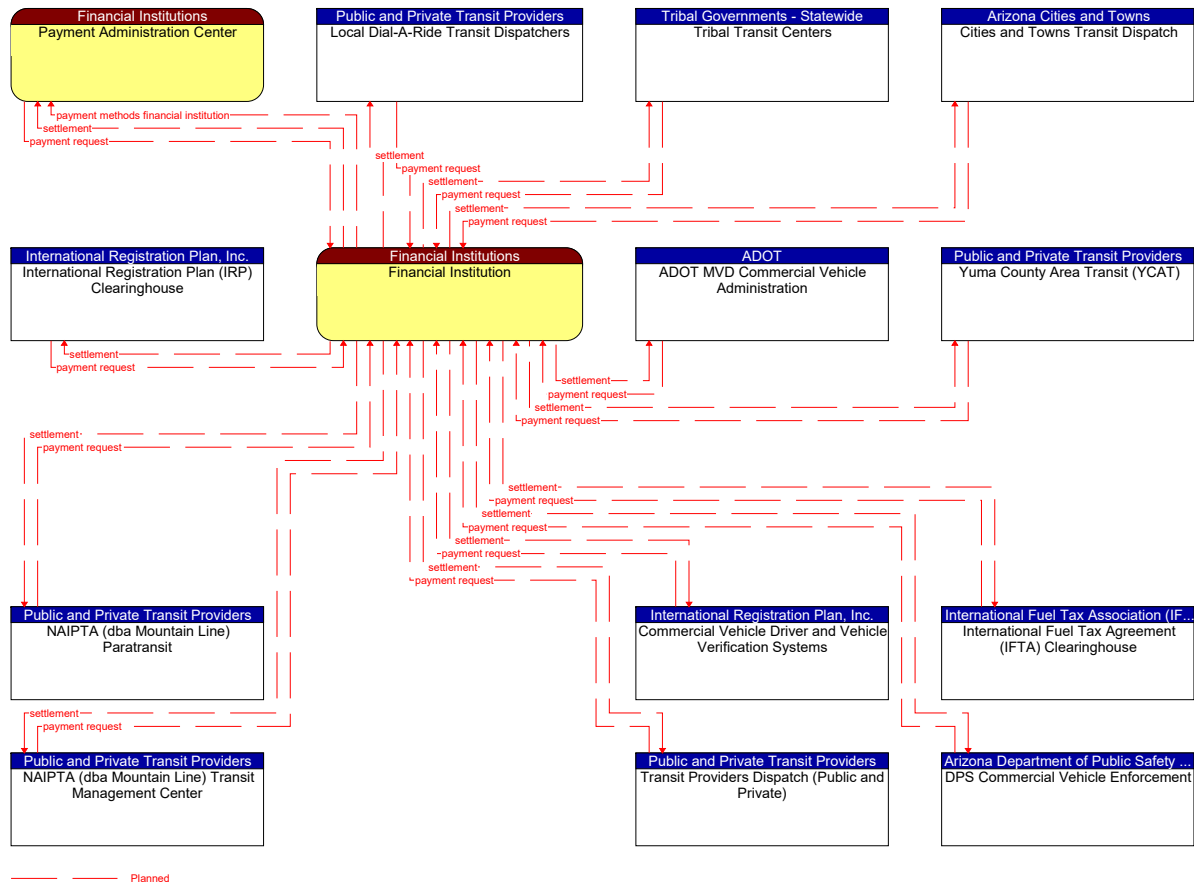 Financial Institutions
Payment Administration Center
Public and Private Transit Providers
Local Dial-A-Ride Transit Dispatchers
Tribal Governments - Statewide
Tribal Transit Centers
Arizona Cities and Towns
Cities and Towns Transit Dispatch
payment methods financial institution
settlement
payment request
settlement
payment request
settlement
payment request
settlement
payment request
International Registration Plan, Inc.
International Registration Plan (IRP)
Clearinghouse
Financial Institutions
Financial Institution
ADOT
ADOT MVD Commercial Vehicle
Administration
Public and Private Transit Providers
Yuma County Area Transit (YCAT)
settlement
payment request
settlement
payment request
settlement
payment request
settlement
payment request
settlement
payment request
settlement
payment request
settlement
payment request
settlement
payment request
Public and Private Transit Providers
NAIPTA (dba Mountain Line)
Paratransit
International Registration Plan, Inc.
Commercial Vehicle Driver and Vehicle
Verification Systems
International Fuel Tax Association (IF...
International Fuel Tax Agreement
(IFTA) Clearinghouse
settlement
payment request
Public and Private Transit Providers
NAIPTA (dba Mountain Line) Transit
Management Center
Public and Private Transit Providers
Transit Providers Dispatch (Public and
Private)
Arizona Department of Public Safety ...
DPS Commercial Vehicle Enforcement
Planned